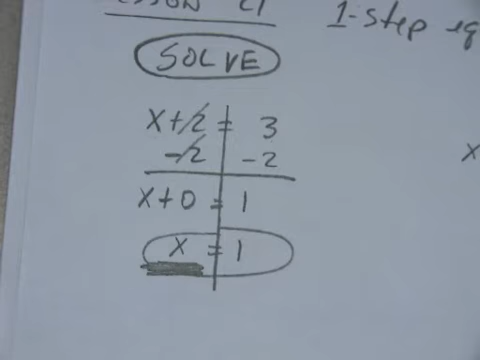 1-step eq
SOLVE
x+2 = 3
-2 -2
x+0 = 1
x = 1
x